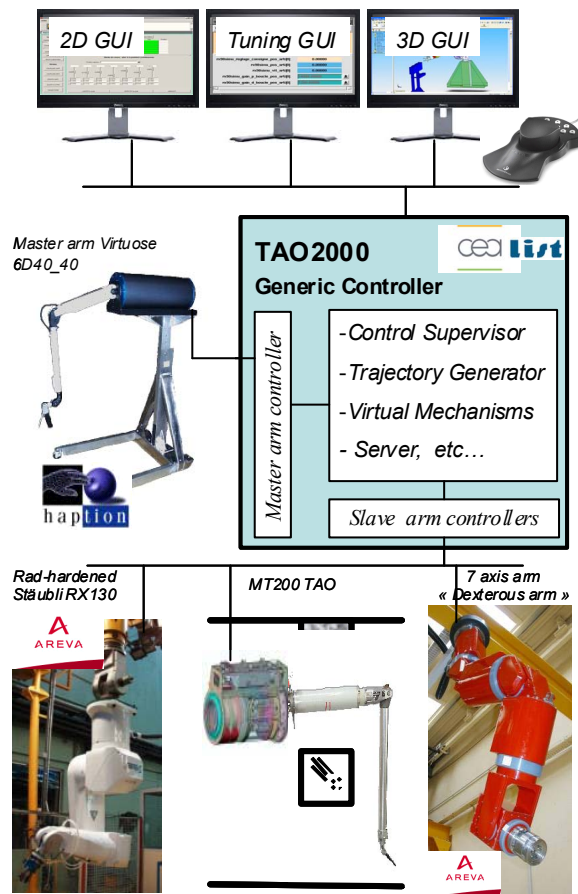 2D GUI
Tuning GUI
3D GUI
Master arm Virtuose
6D40_40
haption
TAO2000
cea list
Generic Controller
Master arm controller
-Control Supervisor
-Trajectory Generator
-Virtual Mechanisms
- Server, etc…
Slave arm controllers
Rad-hardened
Stäubli RX130
MT200 TAO
7 axis arm
« Dexterous arm »
AREVA
AREVA